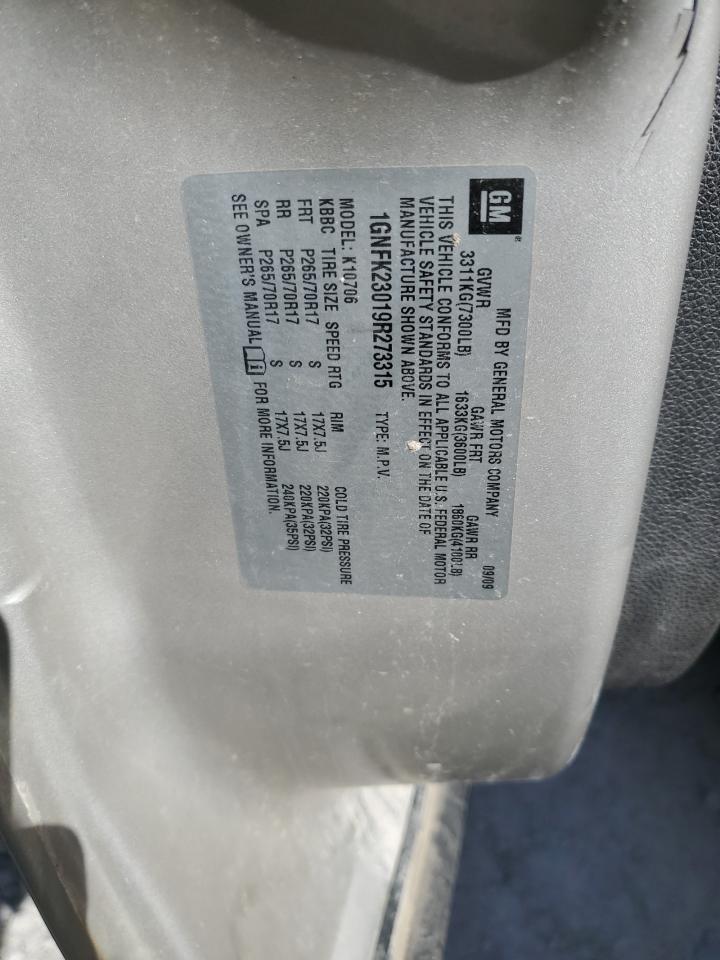 GM
MFD BY GENERAL MOTORS COMPANY 09/09
GVWR GAWR FRT GAWR RR
3311KG(7300LB) 1633KG(3600LB) 1860KG(4100LB)
THIS VEHICLE CONFORMS TO ALL APPLICABLE U.S. FEDERAL MOTOR
VEHICLE SAFETY STANDARDS IN EFFECT ON THE DATE OF
MANUFACTURE SHOWN ABOVE.
1GNFK23019R273315 TYPE: M.P.V.
MODEL: K10706
KBBC TIRE SIZE SPEED RTG RIM COLD TIRE PRESSURE
FRT P265/70R17 S 17X7.5J 220KPA(32PSI)
RR P265/70R17 S 17X7.5J 220KPA(32PSI)
SPA P265/70R17 S 17X7.5J 240KPA(35PSI)
SEE OWNER'S MANUAL FOR MORE INFORMATION.